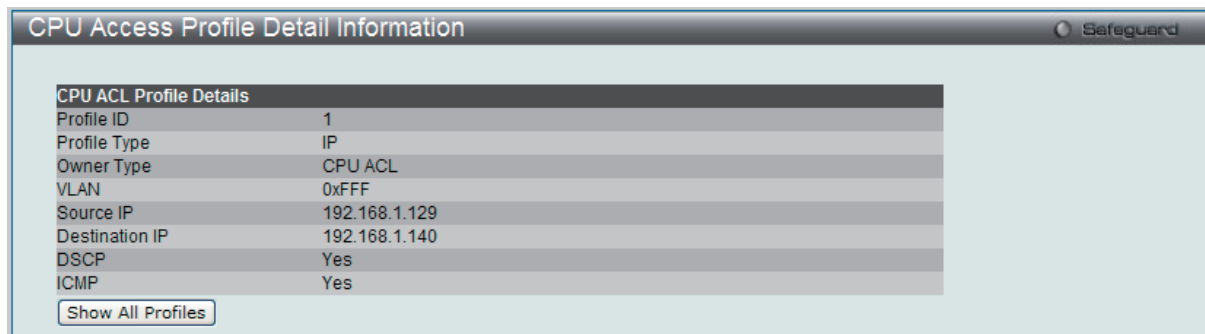 CPU Access Profile Detail Information
Safeguard
CPU ACL Profile Details
Profile ID 1
Profile Type IP
Owner Type CPU ACL
VLAN 0xFFF
Source IP 192.168.1.129
Destination IP 192.168.1.140
DSCP Yes
ICMP Yes
Show All Profiles